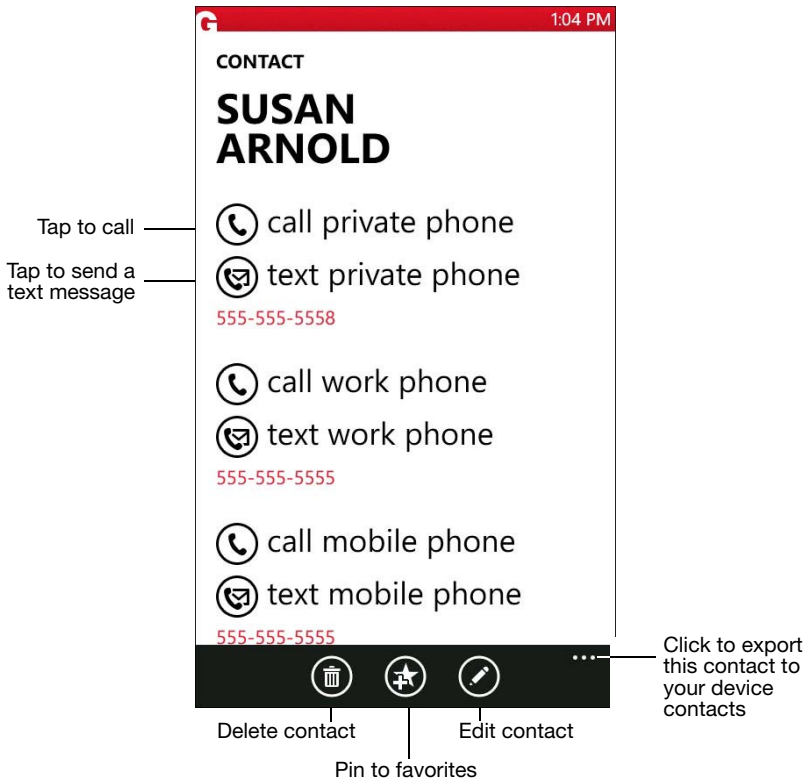 G
1:04 PM
CONTACT
SUSAN
ARNOLD
Tap to call
call private phone
Tap to send a
text message
text private phone
555-555-5558
call work phone
text work phone
555-555-5555
call mobile phone
text mobile phone
555-555-5555
...
Click to export
this contact to
your device
contacts
Delete contact
Edit contact
Pin to favorites